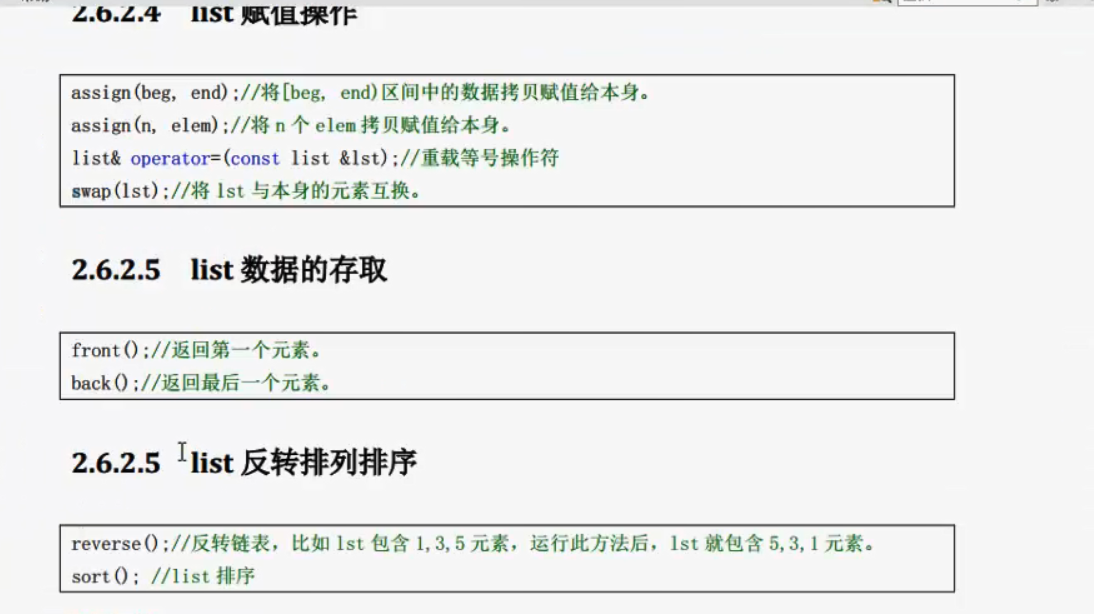 2.6.2.4 list 赋值操作
assign(beg, end);//将[beg, end)区间中的数据拷贝赋值给本身。
assign(n, elem);//将 n 个 elem 拷贝赋值给本身。
list& operator=(const list &lst);//重载等号操作符
swap(lst);//将 lst 与本身的元素互换。
2.6.2.5 list 数据的存取
front();//返回第一个元素。
back();//返回最后一个元素。
2.6.2.5 list 反转排列排序
reverse();//反转链表，比如 lst 包含 1,3,5 元素，运行此方法后，lst 就包含 5,3,1 元素。
sort(); //list 排序